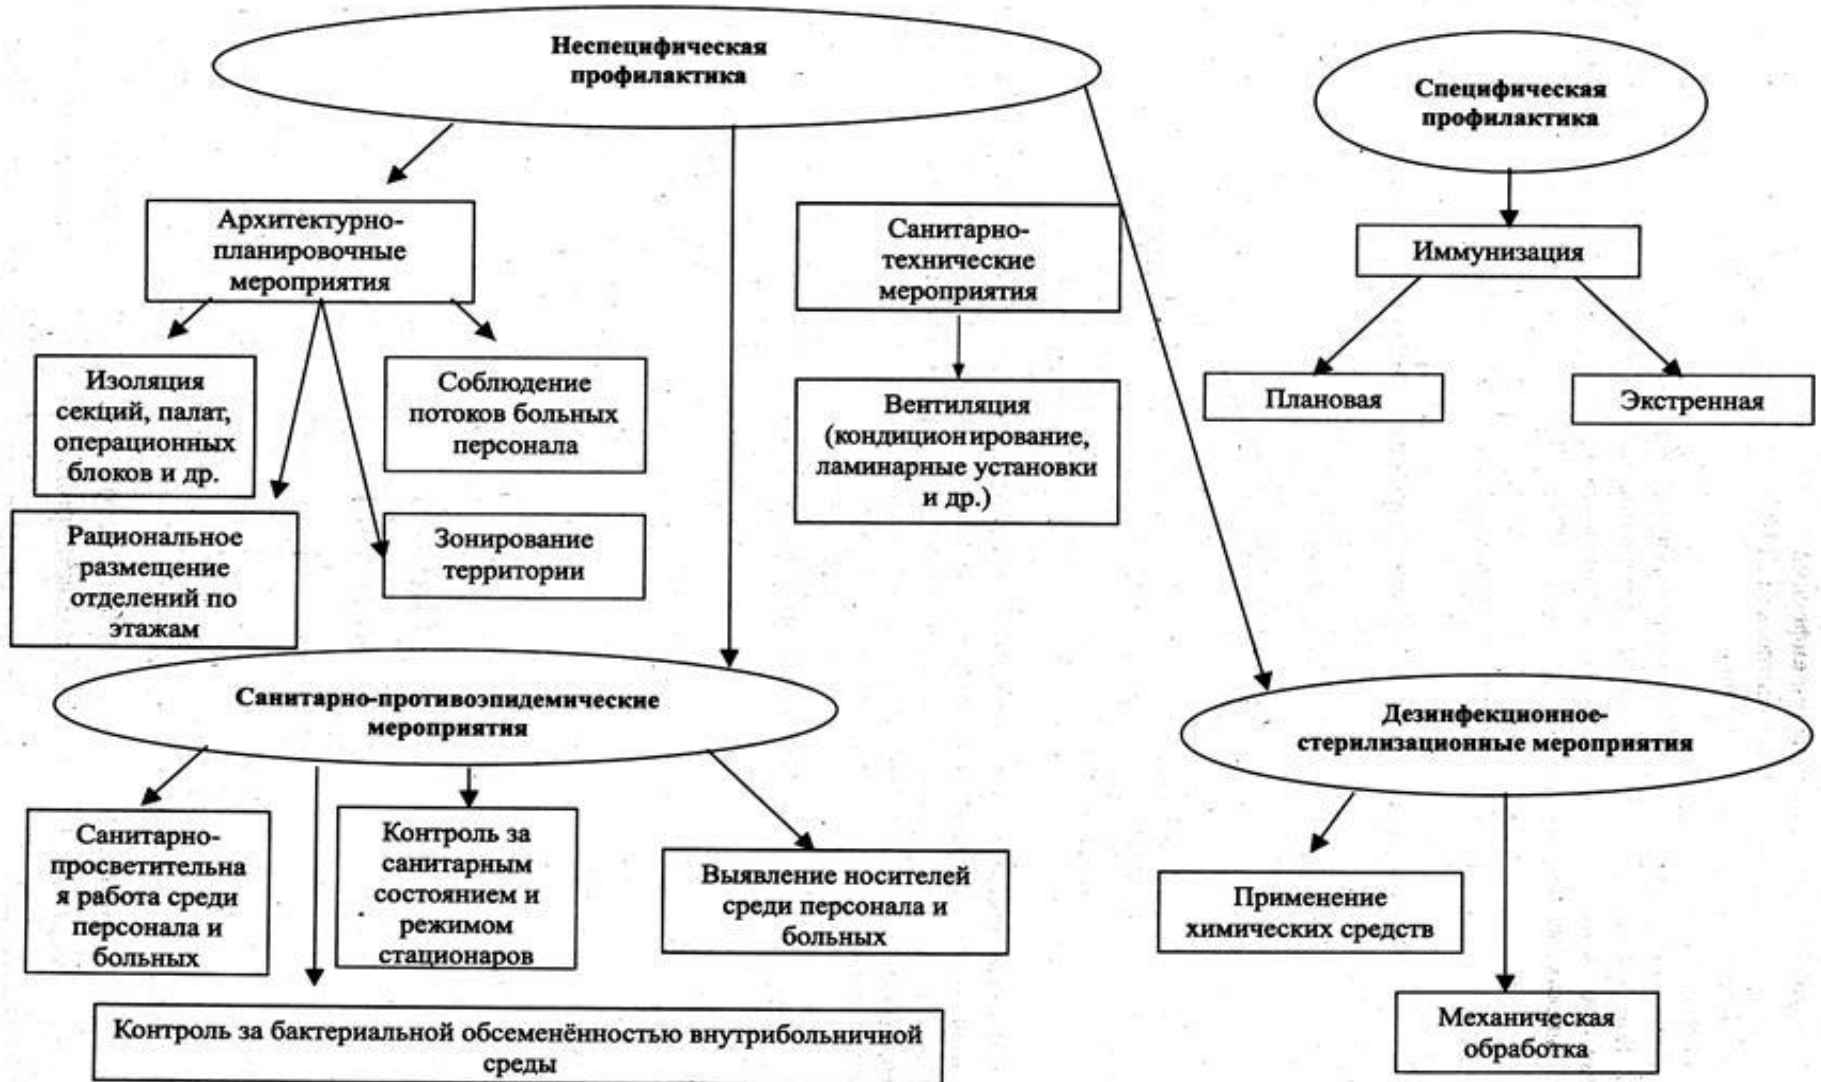 Неспецифическая
профилактика
Специфическая
профилактика
Архитектурно-
планировочные
мероприятия
Санитарно-
технические
мероприятия
Иммунизация
Изоляция
секций, палат,
операционных
блоков и др.
Соблюдение
потоков больных
персонала
Вентиляция
(кондиционирование,
ламинарные установки
и др.)
Плановая
Экстренная
Рациональное
размещение
отделений по
этажам
Зонирование
территории
Санитарно-противоэпидемические
мероприятия
Дезинфекционное-
стерилизационные мероприятия
Санитарно-
просветительна
я работа среди
персонала и
больных
Контроль за
санитарным
состоянием и
режимом
стационаров
Выявление носителей
среди персонала и
больных
Применение
химических средств
Механическая
обработка
Контроль за бактериальной обсеменённостью внутрибольничной
среды